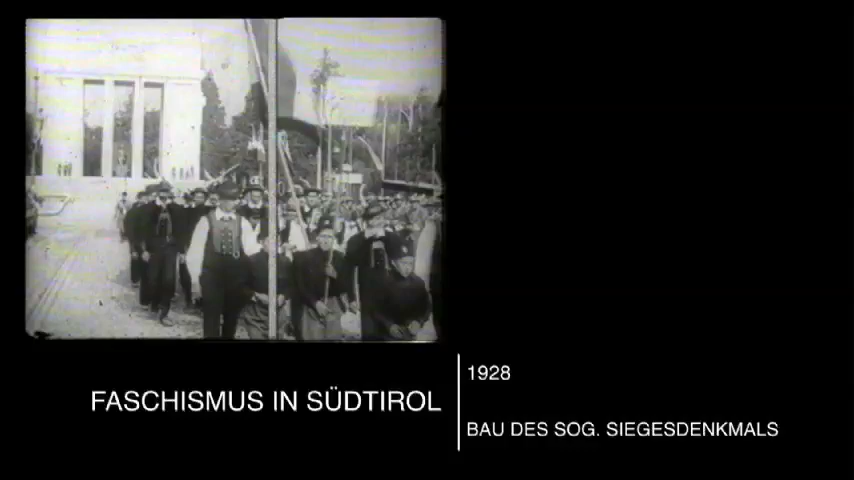 FASCHISMUS IN SÜDTIROL
1928
BAU DES SOG. SIEGESDENKMALS